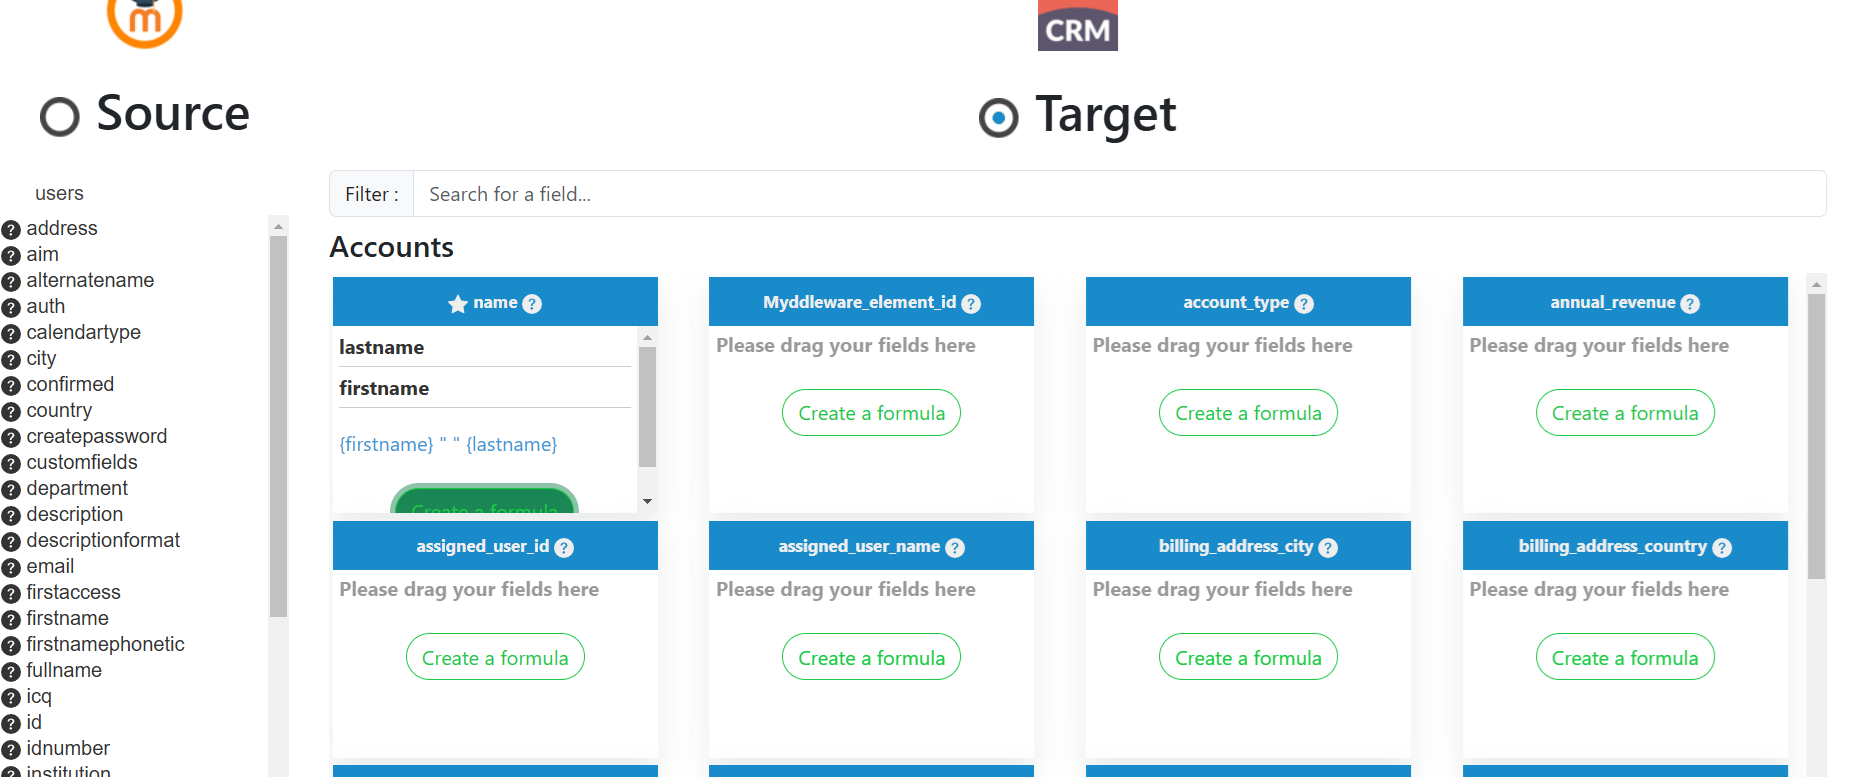 m
CRM
Source
Target
users
Filter :
Search for a field...
address
aim
alternatename
auth
calendartype
city
confirmed
country
createpassword
customfields
department
description
descriptionformat
email
firstaccess
firstname
firstnamephonetic
fullname
icq
id
idnumber
institution
Accounts
name
Myddleware_element_id
account_type
annual_revenue
lastname
firstname
{firstname} " " {lastname}
Create a formula
Please drag your fields here
Create a formula
Please drag your fields here
Create a formula
Please drag your fields here
Create a formula
assigned_user_id
assigned_user_name
billing_address_city
billing_address_country
Please drag your fields here
Create a formula
Please drag your fields here
Create a formula
Please drag your fields here
Create a formula
Please drag your fields here
Create a formula